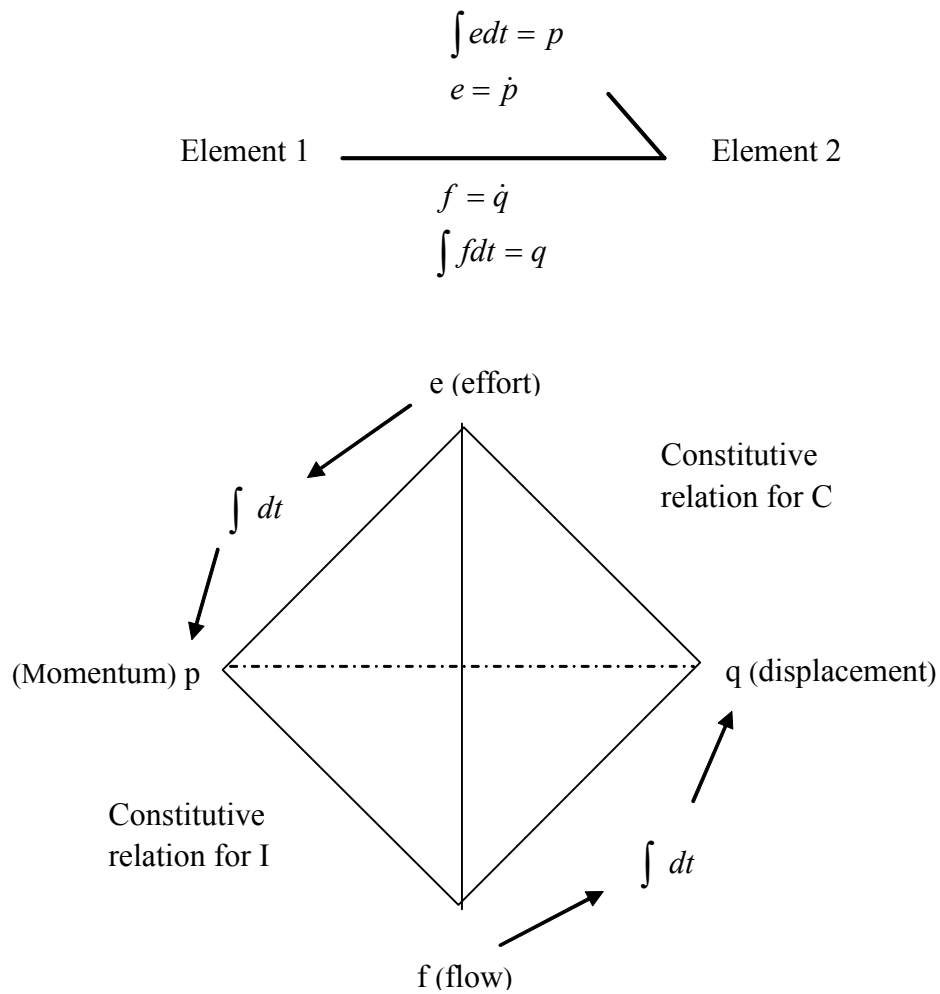 ∫ edt = p
e = ṗ
Element 1 Element 2
f = q̇
∫ fdt = q
e (effort)
Constitutive
relation for C
∫ dt
(Momentum) p
q (displacement)
Constitutive
relation for I
∫ dt
f (flow)